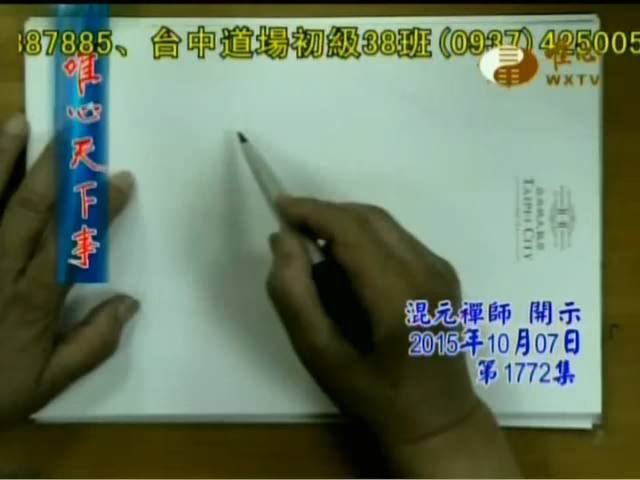 387885、台中道場初級38班(0937)425005
唯心
WXTV
唯心天下事
TAIPEI CITY
混元禪師 開示
2015年10月07日
第1772集